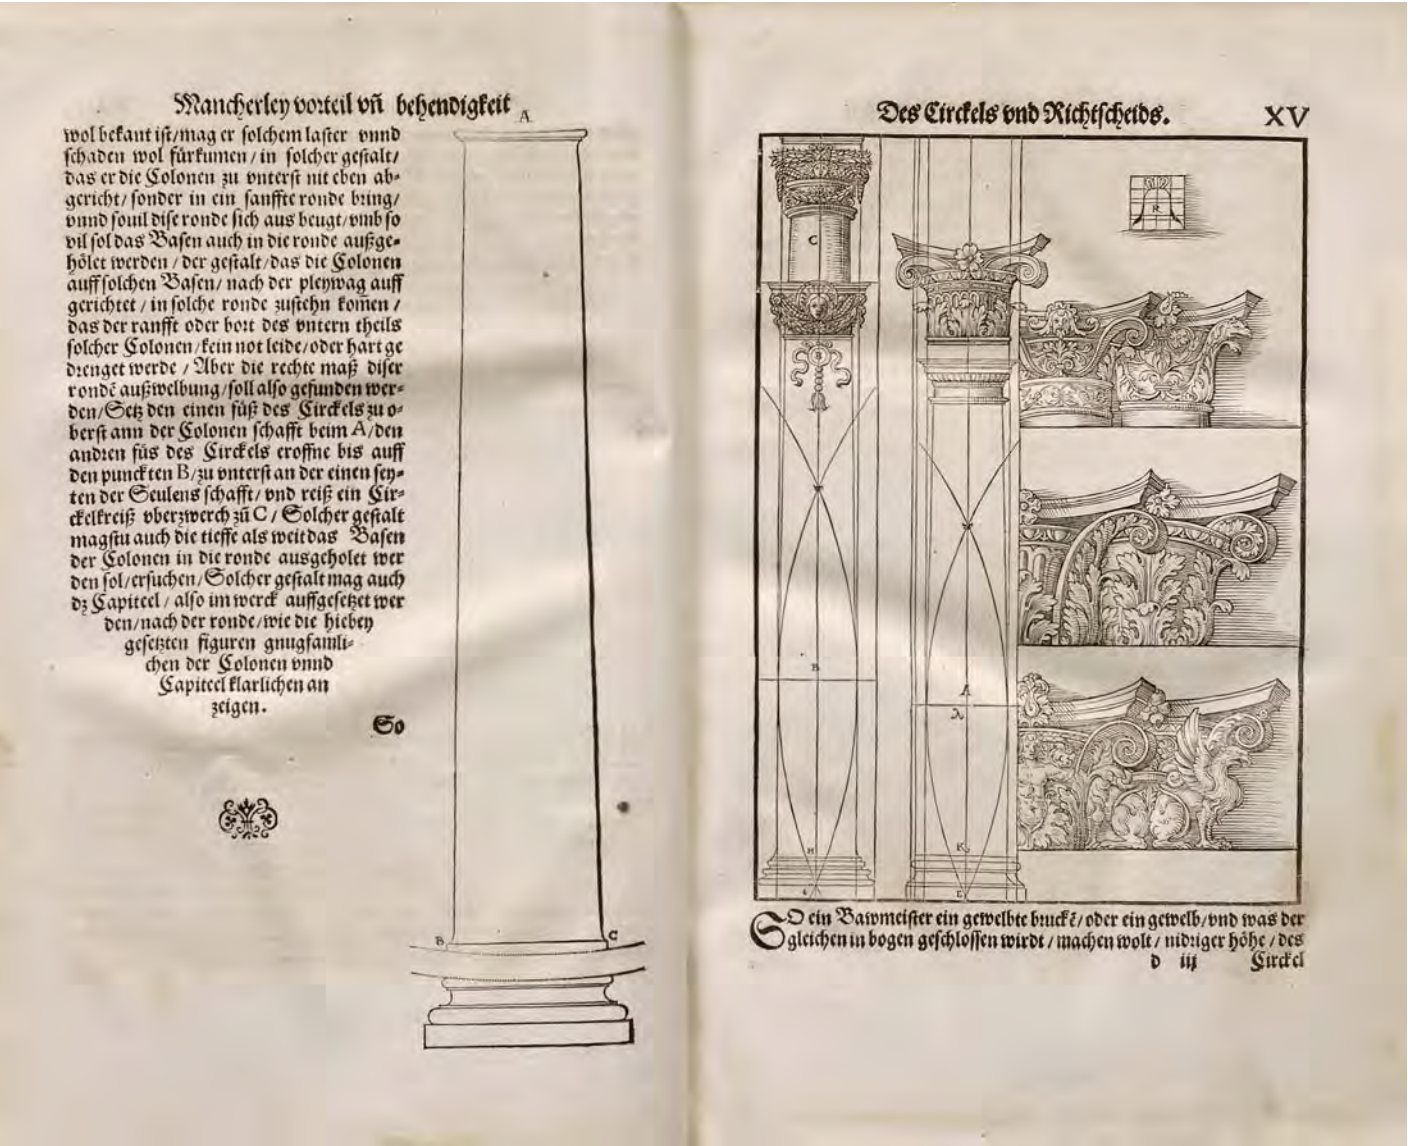 Mancherley vorteil vñ behendigkeit
wol bekant ist/mag er solchem laster vnnd
schaden wol fürkumen / in solcher gestalt/
das er die Colonen zu vnterst nit eben ab-
gericht/ sonder in ein sanffte ronde bring/
vnnd souil dise ronde sich aus beugt/vmb so
vil sol das Basen auch in die ronde außge-
hölet werden / der gestalt/das die Colonen
auff solchen Basen/ nach der pleywag auff
gerichtet / in solche ronde zustehn kom̃en /
das der ranfft oder bort des vntern theils
solcher Colonen/kein not leide/oder hart ge
drenget werde / Aber die rechte maß diser
rondē außwelbung/soll also gefunden wer-
den/Setz den einen fůß des Circkels zu o-
berst ann der Colonen schafft beim A/den
andren fůs des Circkels eroffne bis auff
den punckten B/zu vnterst an der einen sey-
ten der Seulens schafft/ vnd reiß ein Cir-
ckelkreiß vberzwerch zů C / Solcher gestalt
magstu auch die tieffe als weit das Basen
der Colonen in die ronde ausgeholet wer
den sol/ersuchen/Solcher gestalt mag auch
dz Capiteel / also im werck auffgesetzet wer
den/nach der ronde/wie die hiebey
gesetzten figuren gnugsamli-
chen der Colonen vnnd
Capiteel klarlichen an
zeigen.
So
A
B
C
Des Circkels vnd Richtscheids.
XV
R
C
B
A
H
K
SO ein Bawmeister ein gewelbte bruckē/ oder ein gewelb/vnd was der
gleichen in bogen geschlossen wirdt / machen wolt / nidriger höhe / des
d iij
Circkel